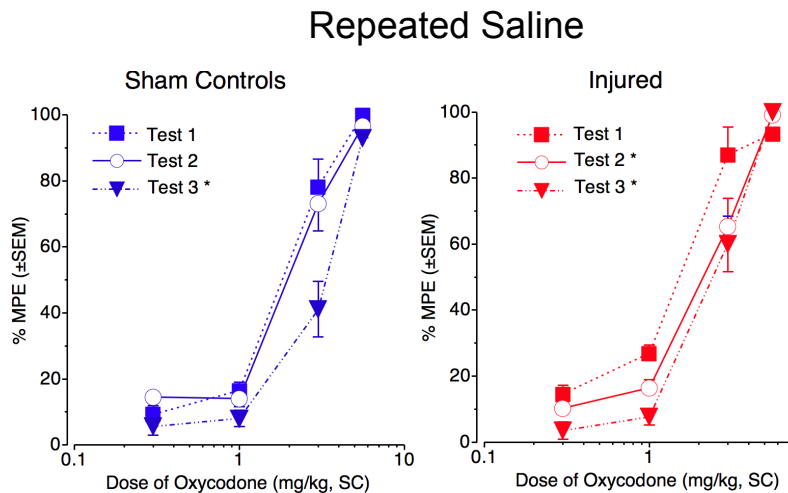 Repeated Saline
Sham Controls
% MPE (±SEM)
100
80
60
40
20
0
Test 1
Test 2
Test 3 *
0.1
1
10
Dose of Oxycodone (mg/kg, SC)
Injured
% MPE (±SEM)
100
80
60
40
20
0
Test 1
Test 2 *
Test 3 *
0.1
1
Dose of Oxycodone (mg/kg, SC)